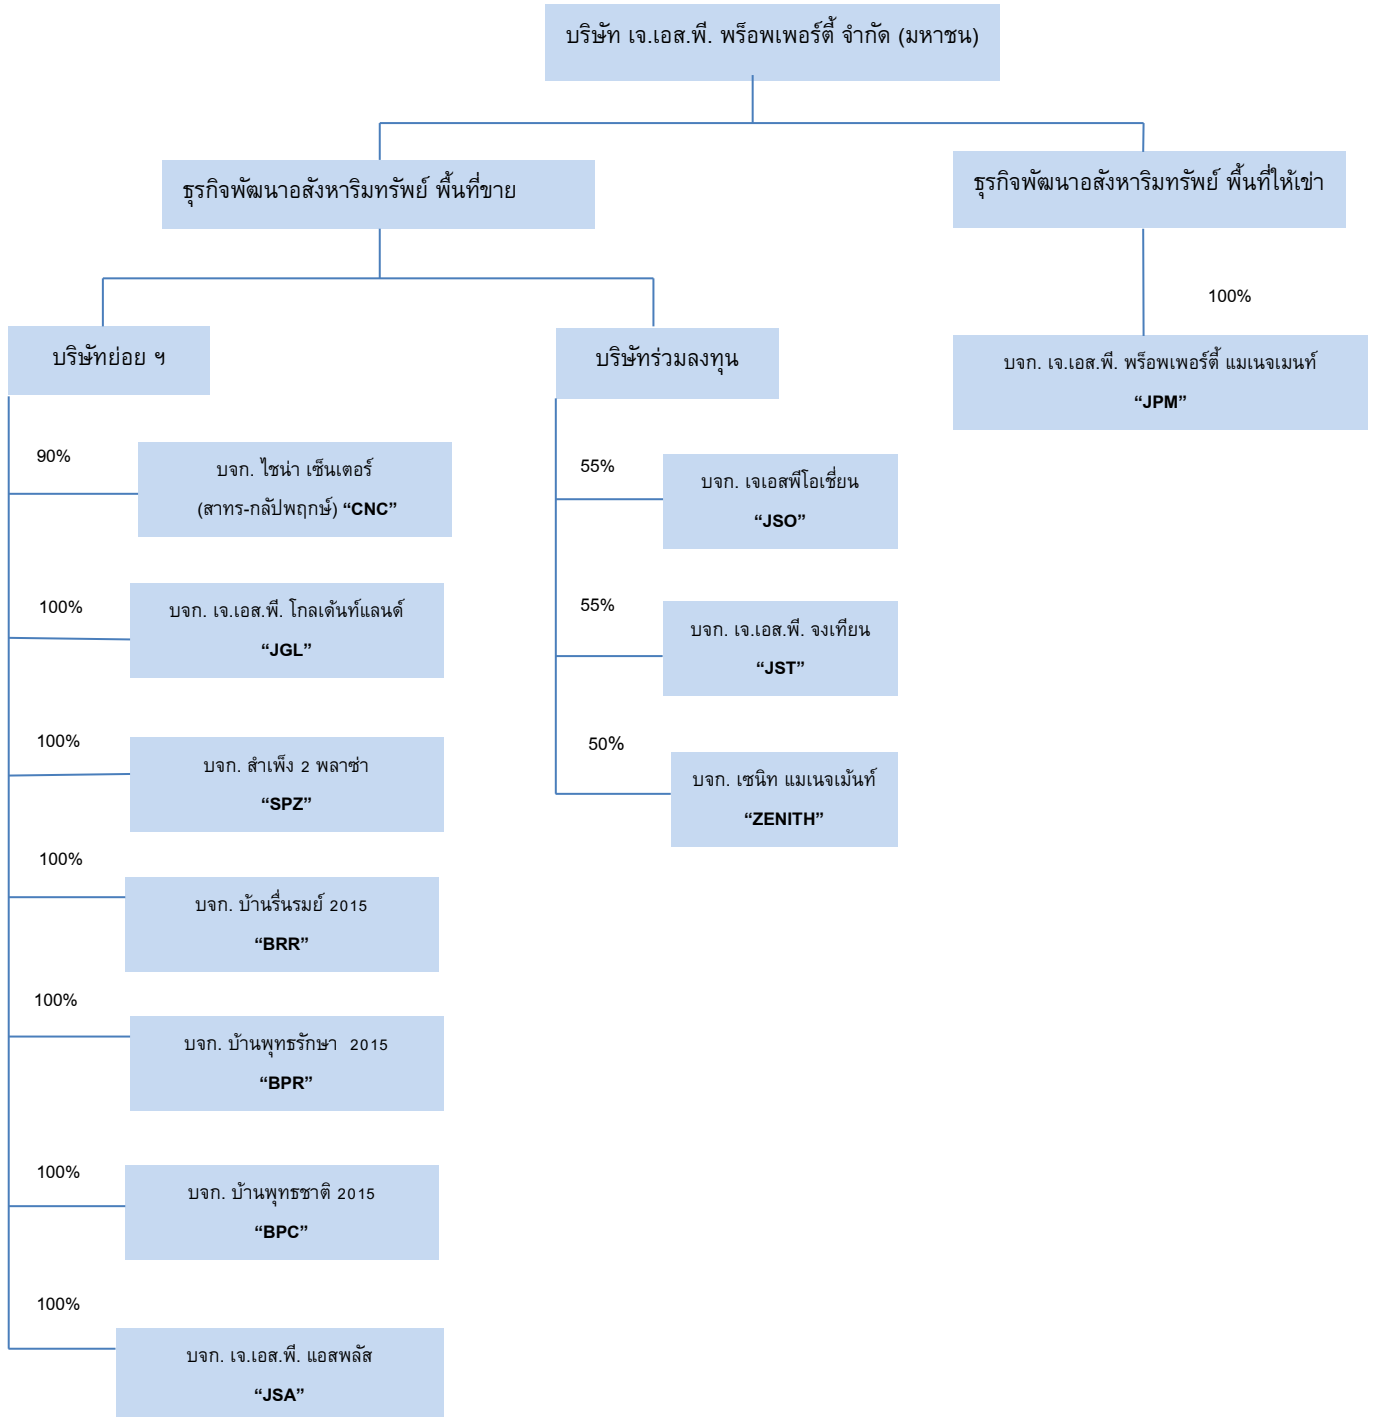 บริษัท เจ.เอส.พี. พร็อพเพอร์ตี้ จำกัด (มหาชน)
ธุรกิจพัฒนาอสังหาริมทรัพย์ พื้นที่ขาย
ธุรกิจพัฒนาอสังหาริมทรัพย์ พื้นที่ให้เช่า
100%
บจก. เจ.เอส.พี. พร็อพเพอร์ตี้ แมเนจเมนท์
“JPM”
บริษัทย่อย ฯ
90%
บจก. ไชน่า เซ็นเตอร์
(สาทร-กลัปพฤกษ์) “CNC”
100%
บจก. เจ.เอส.พี. โกลเด้นท์แลนด์
“JGL”
100%
บจก. สำเพ็ง 2 พลาซ่า
“SPZ”
100%
บจก. บ้านรื่นรมย์ 2015
“BRR”
100%
บจก. บ้านพุทธรักษา 2015
“BPR”
100%
บจก. บ้านพุทธชาติ 2015
“BPC”
100%
บจก. เจ.เอส.พี. แอสพลัส
“JSA”
บริษัทร่วมลงทุน
55%
บจก. เจเอสพีโอเชี่ยน
“JSO”
55%
บจก. เจ.เอส.พี. จงเทียน
“JST”
50%
บจก. เซนิท แมเนจเม้นท์
“ZENITH”